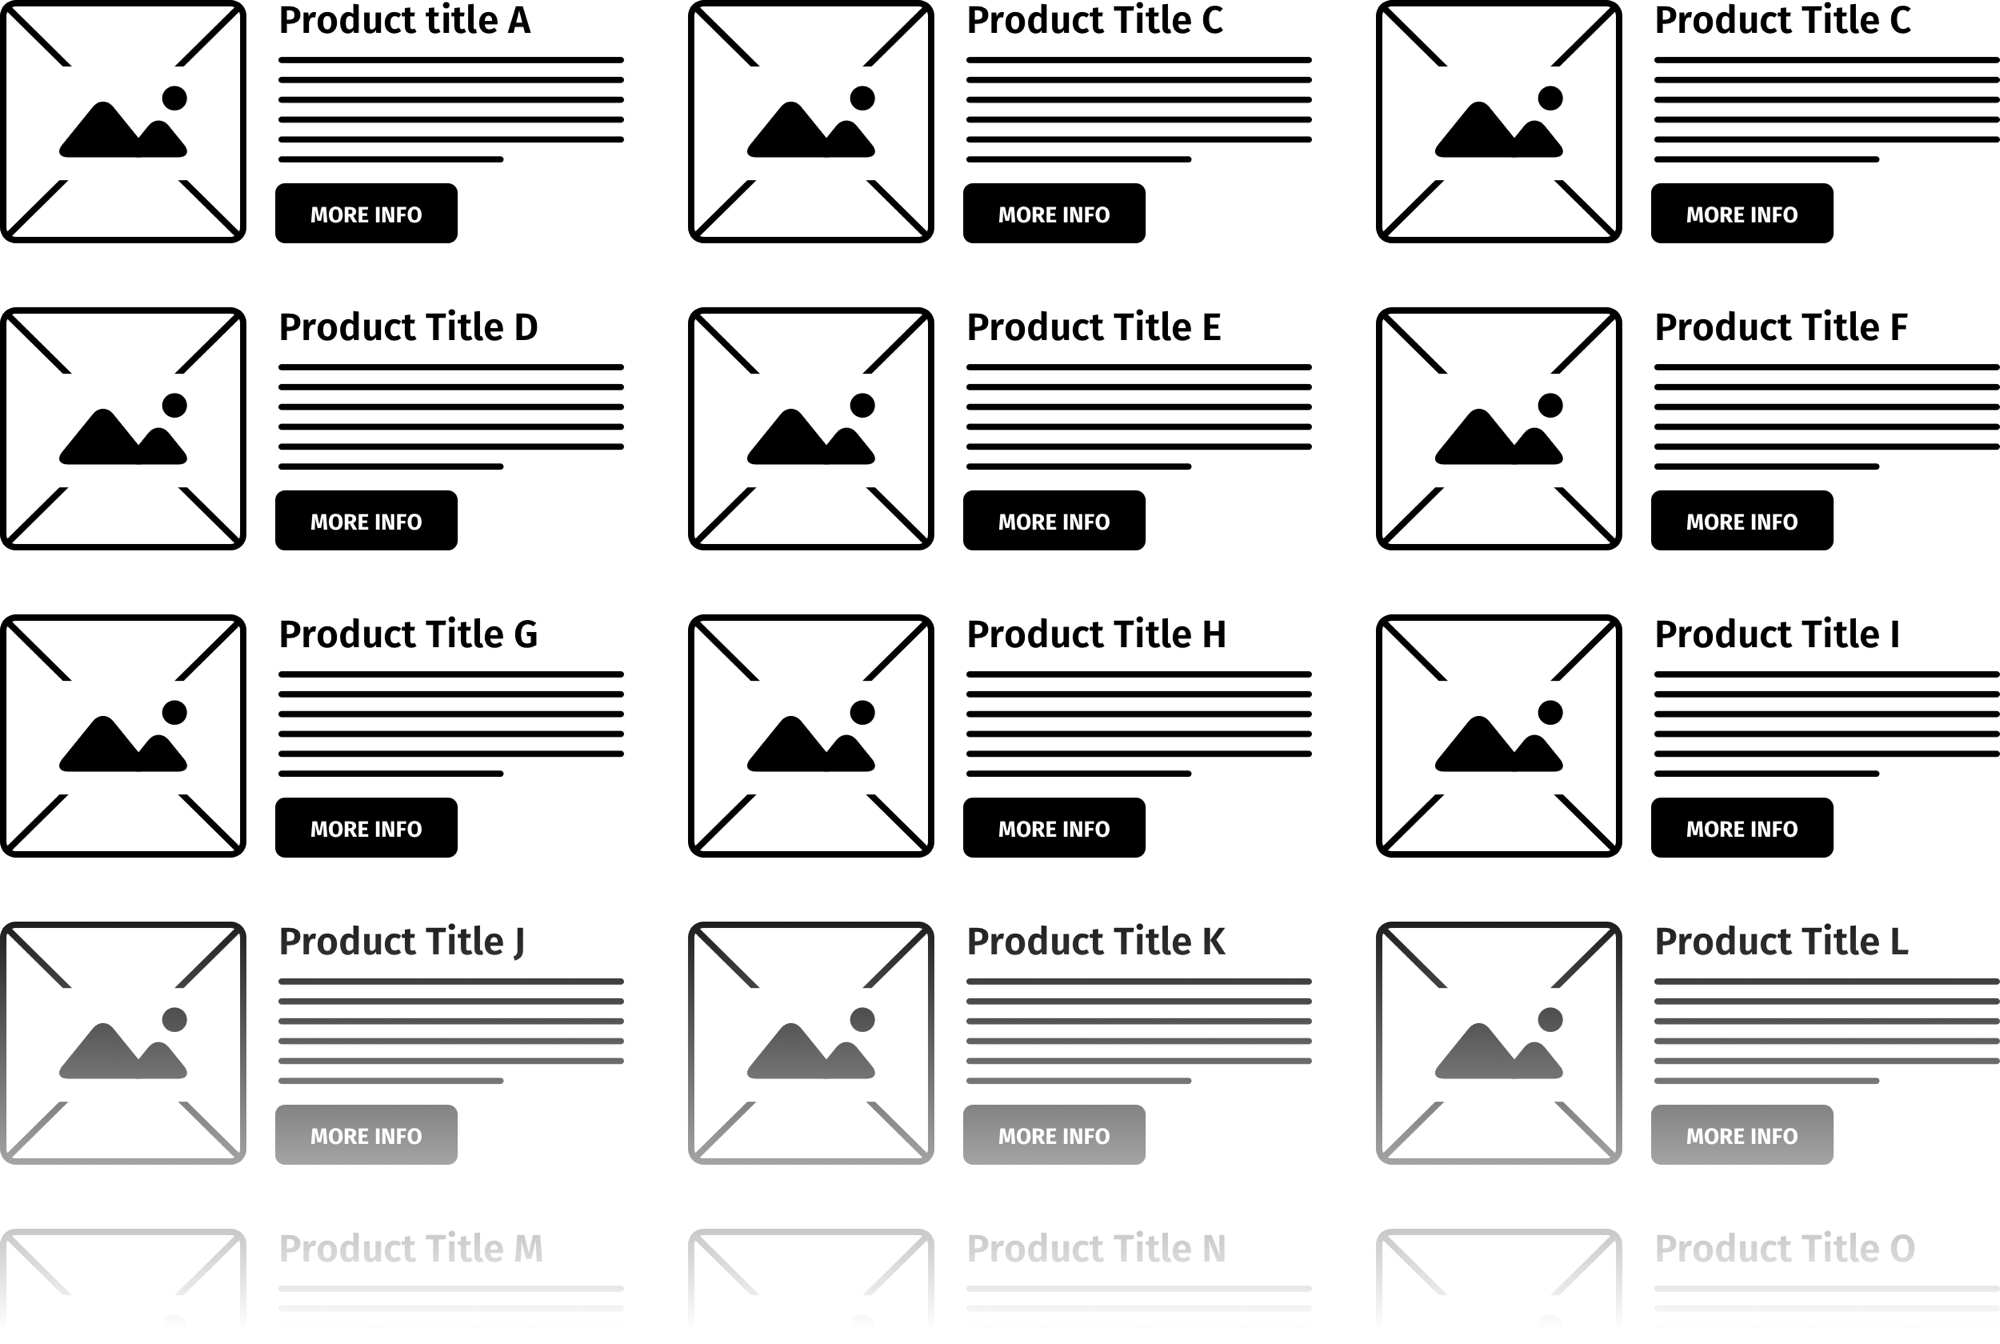 Product title A
MORE INFO
Product Title C
MORE INFO
Product Title C
MORE INFO
Product Title D
MORE INFO
Product Title E
MORE INFO
Product Title F
MORE INFO
Product Title G
MORE INFO
Product Title H
MORE INFO
Product Title I
MORE INFO
Product Title J
MORE INFO
Product Title K
MORE INFO
Product Title L
MORE INFO
Product Title M
Product Title N
Product Title O